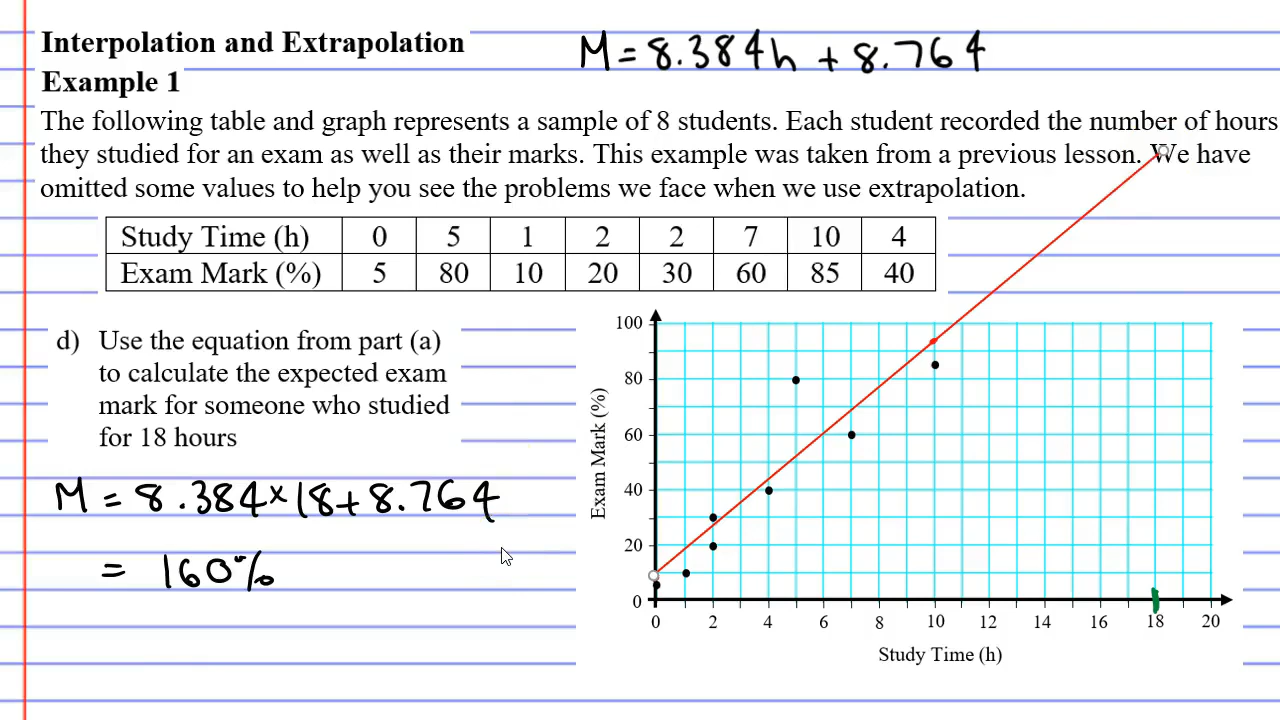 Interpolation and Extrapolation
M = 8.384h + 8.764
Example 1
The following table and graph represents a sample of 8 students. Each student recorded the number of hours
they studied for an exam as well as their marks. This example was taken from a previous lesson. We have
omitted some values to help you see the problems we face when we use extrapolation.
Study Time (h) 0 5 1 2 2 7 10 4
Exam Mark (%) 5 80 10 20 30 60 85 40
d) Use the equation from part (a)
to calculate the expected exam
mark for someone who studied
for 18 hours
M = 8.384 × 18 + 8.764
= 160%
100
80
60
40
20
0
Exam Mark (%)
0 2 4 6 8 10 12 14 16 18 20
Study Time (h)